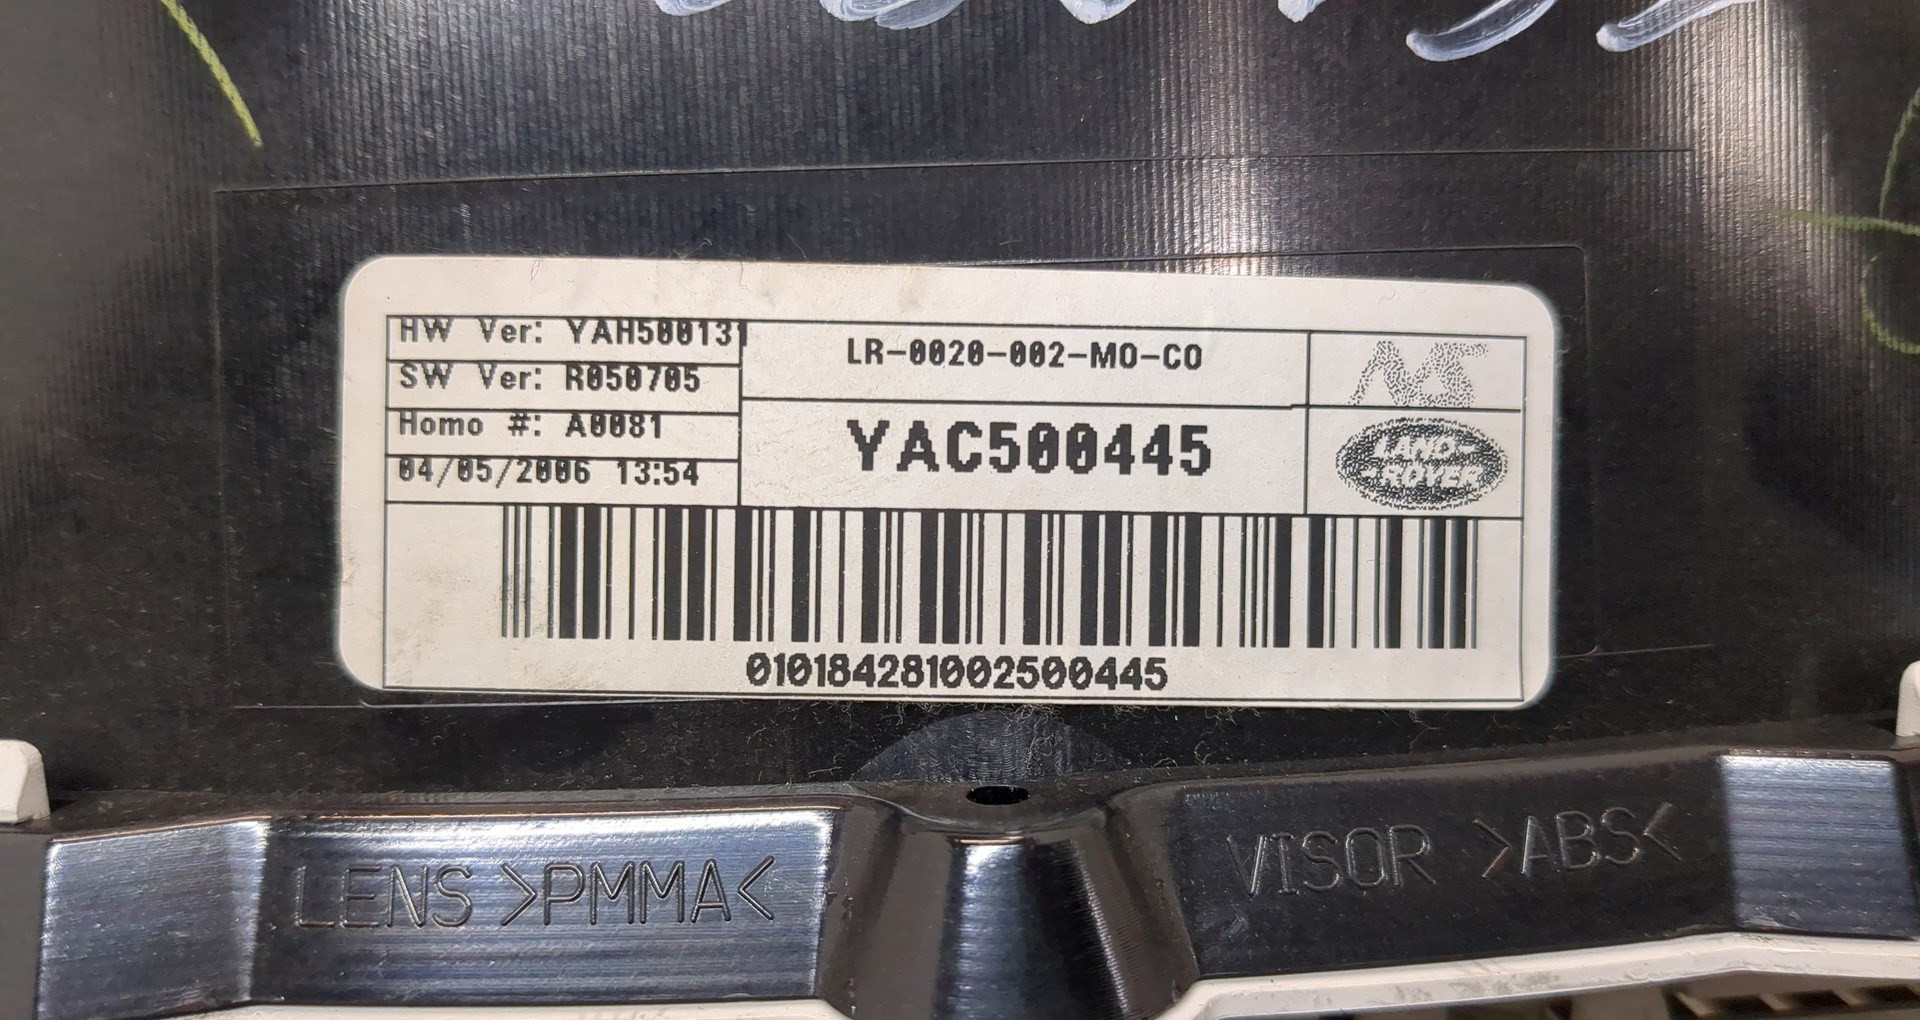 HW Ver: YAH500131
SW Ver: R050705
Homo #: A0081
04/05/2006 13:54
LR-0020-002-MO-CO
YAC500445
LAND-
ROVER
010184281002500445
LENS >PMMA<
VISOR >ABS<